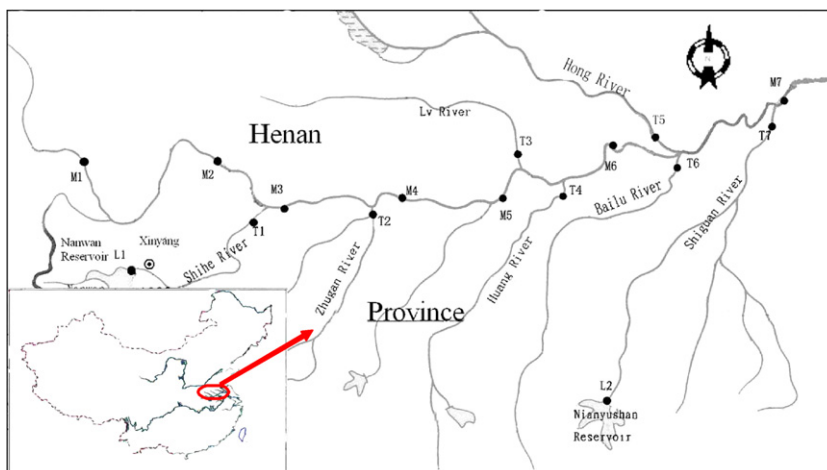 Hong River
N
M7
Lv River
Henan
T5
T7
T3
M1
M2
M6
T6
M3
M4
T4
Bailu River
M5
T1
T2
Nanwan
Reservoir
L1
Xinyang
Shihe River
Shiguan River
Huang River
Zhugan River
Province
L2
Nianyushan
Reservoir